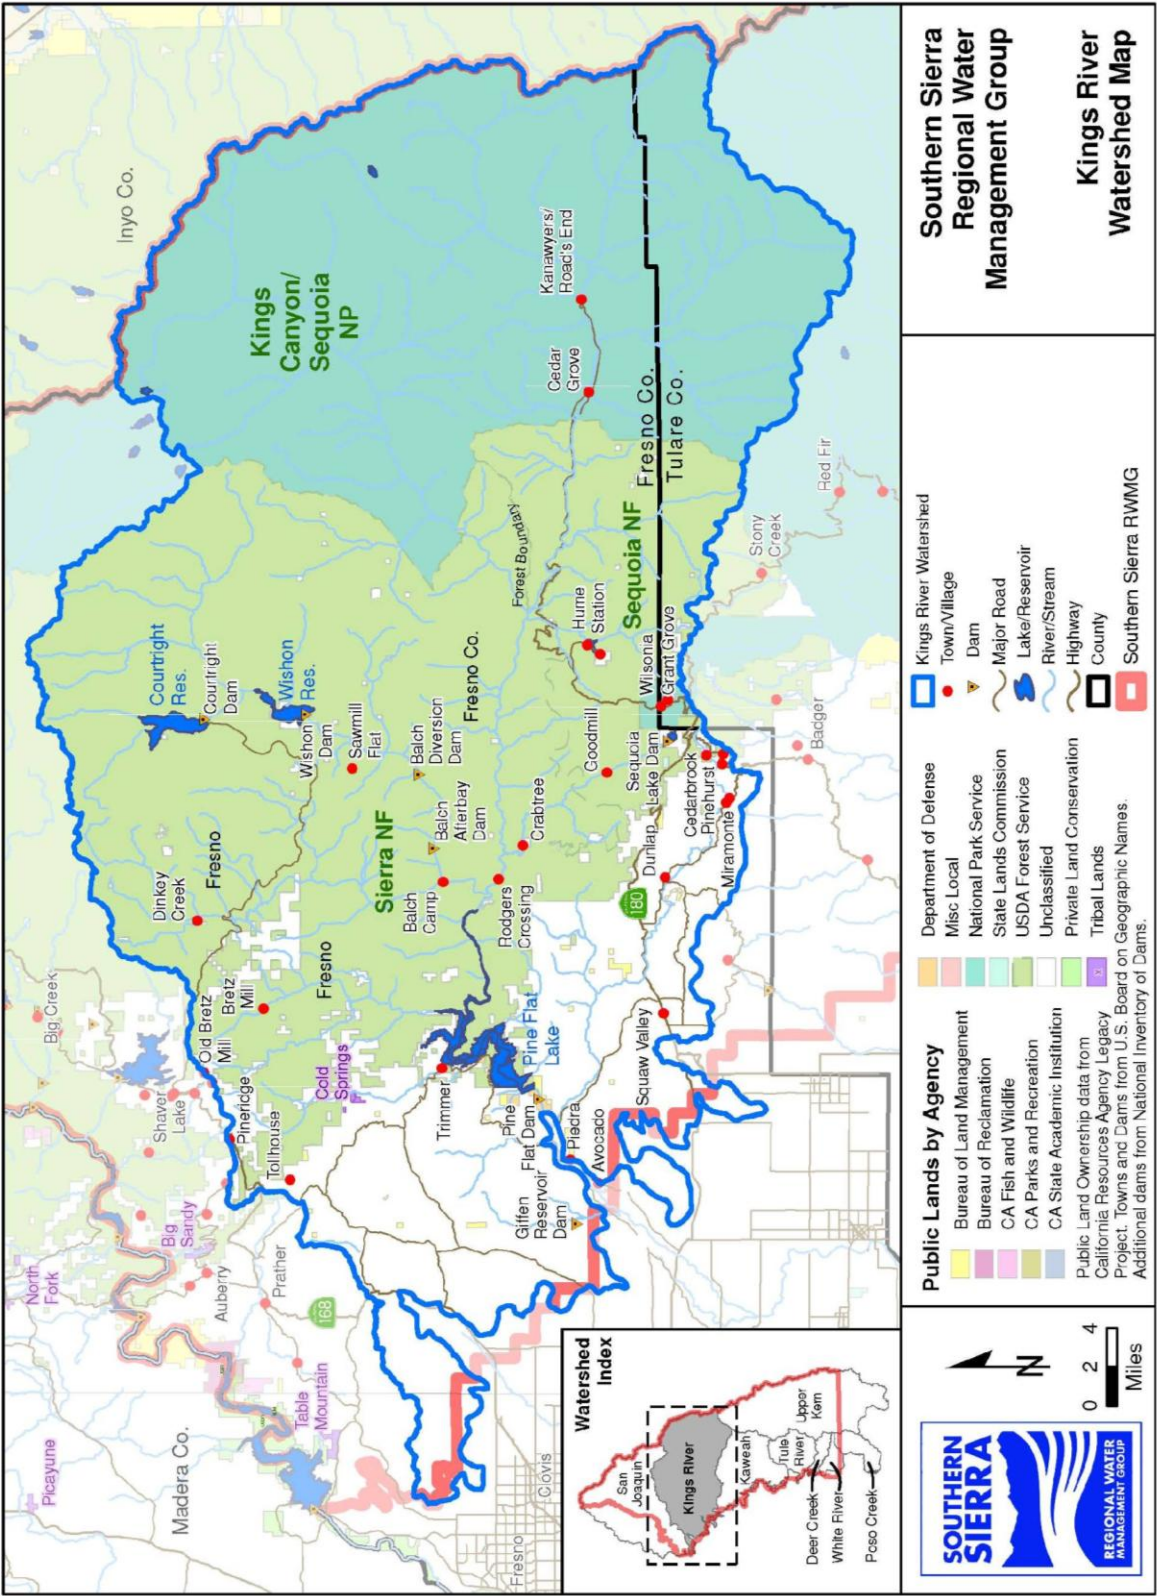 Inyo Co.
Kings
Canyon/
Sequoia
NP
Kanawyers/
Road's End
Cedar
Grove
Fresno Co.
Tulare Co.
Red Fir
Stony
Creek
Forest Boundary
Sequoia NF
Hume
Station
Wilsonia
Grant Grove
Courtright
Res.
Courtright
Dam
Wishon
Res.
Wishon
Dam
Sawmill
Flat
Balch
Diversion
Dam
Fresno Co.
Goodmill
Sequoia
Lake Dam
Badger
Cedarbrook
Pinehurst
Miramonte
Dunlap
180
Crabtree
Balch
Afterbay
Dam
Sierra NF
Balch
Camp
Rodgers
Crossing
Dinkey
Creek
Fresno
Fresno
Big Creek
Bretz
Mill
Old Bretz
Mill
Shaver
Lake
Pineridge
Cold
Springs
Tollhouse
Trimmer
Pine Flat
Lake
Pine
Flat Dam
Piedra
Avocado
Squaw Valley
Giffen
Reservoir
Dam
Big
Sandy
North
Fork
Auberry
Prather
168
Table
Mountain
Picayune
Madera Co.
Clovis
Fresno
Watershed
Index
San
Joaquin
Kings River
Kaweah
Tule
River
Upper
Kern
Deer Creek
White River
Poso Creek
Southern Sierra
Regional Water
Management Group
Kings River
Watershed Map
Public Lands by Agency
Bureau of Land Management
Bureau of Reclamation
CA Fish and Wildlife
CA Parks and Recreation
CA State Academic Institution
Department of Defense
Misc Local
National Park Service
State Lands Commission
USDA Forest Service
Unclassified
Private Land Conservation
Tribal Lands
Kings River Watershed
Town/Village
Dam
Major Road
Lake/Reservoir
River/Stream
Highway
County
Southern Sierra RWMG
Public Land Ownership data from
California Resources Agency Legacy
Project. Towns and Dams from U.S. Board on Geographic Names.
Additional dams from National Inventory of Dams.
N
0 2 4
Miles
SOUTHERN
SIERRA
REGIONAL WATER
MANAGEMENT GROUP